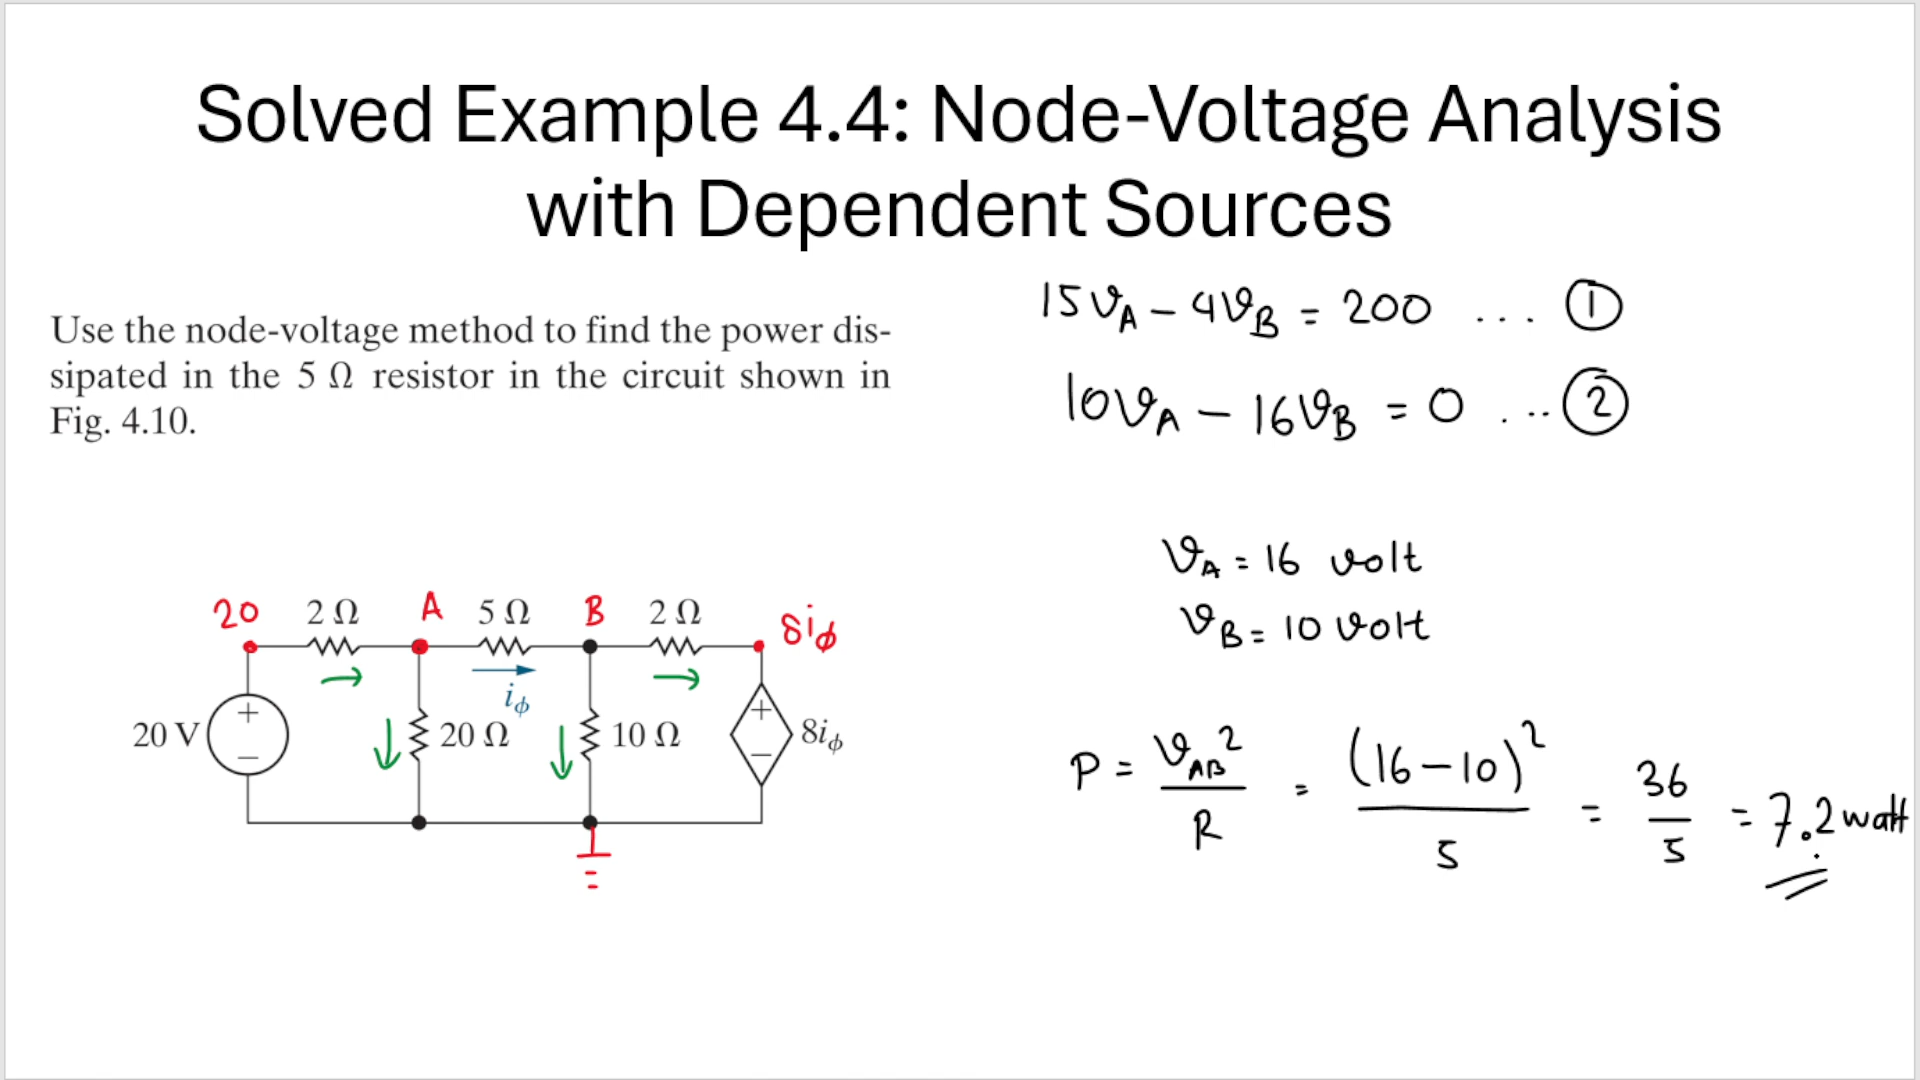 Solved Example 4.4: Node-Voltage Analysis
with Dependent Sources
Use the node-voltage method to find the power dis-
sipated in the 5 Ω resistor in the circuit shown in
Fig. 4.10.
15vA − 4vB = 200 ... ①
10vA − 16vB = 0 ... ②
vA = 16 volt
vB = 10 volt
P = vAB² / R = (16 − 10)² / 5 = 36 / 5 = 7.2 watt
20 2 Ω A 5 Ω B 2 Ω 8iϕ
iϕ
20 V + − 20 Ω 10 Ω + − 8iϕ